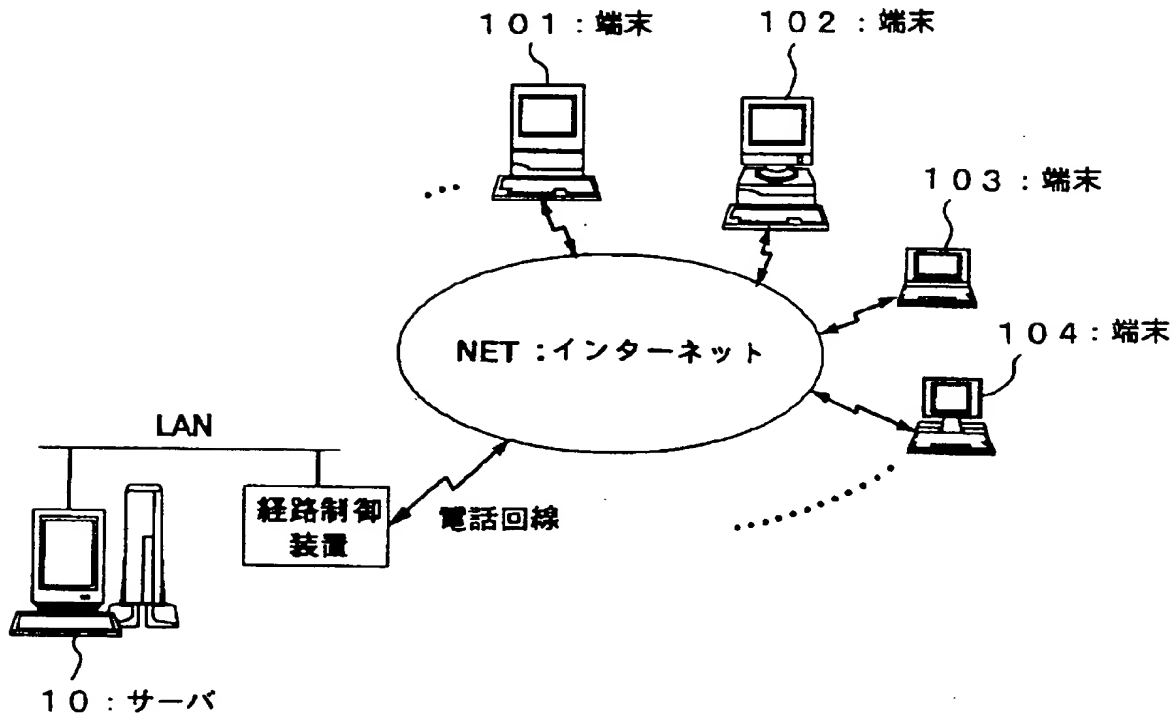 101:端末
102:端末
103:端末
104:端末
NET:インターネット
LAN
経路制御
装置
電話回線
10:サーバ